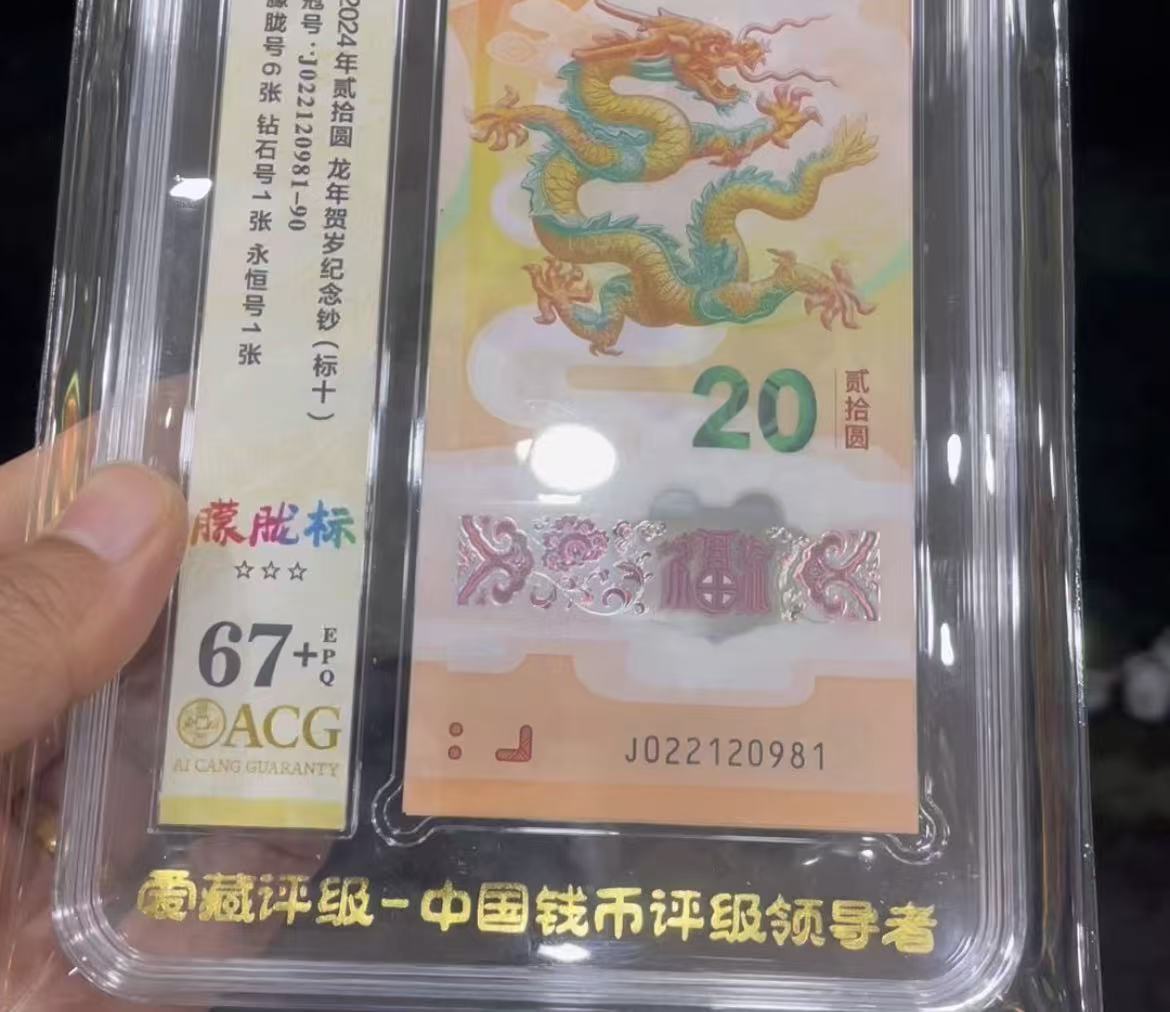 2024年贰拾圆 龙年贺岁纪念钞(标十)
冠号:J022120981-90
朦胧号6张 钻石号1张 永恒号1张
朦胧标
☆☆☆
67+EPQ
ACG
AI CANG GUARANTY
20
贰拾圆
福
J022120981
爱藏评级-中国钱币评级领导者